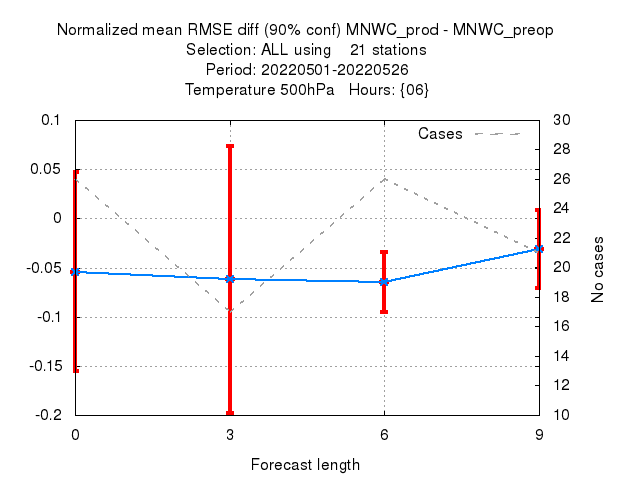 Normalized mean RMSE diff (90% conf) MNWC_prod - MNWC_preop
Selection: ALL using    21 stations
Period: 20220501-20220526
Temperature 500hPa   Hours: {06}
Cases
0.1
0.05
0
-0.05
-0.1
-0.15
-0.2
30
28
26
24
22
20
18
16
14
12
10
No cases
0 3 6 9
Forecast length